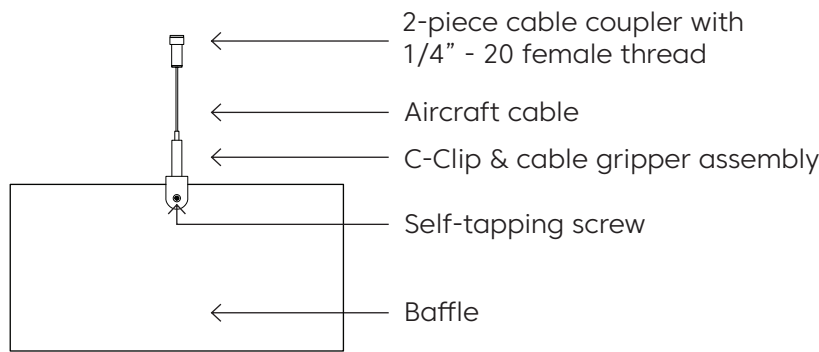 2-piece cable coupler with
1/4” - 20 female thread
Aircraft cable
C-Clip & cable gripper assembly
Self-tapping screw
Baffle